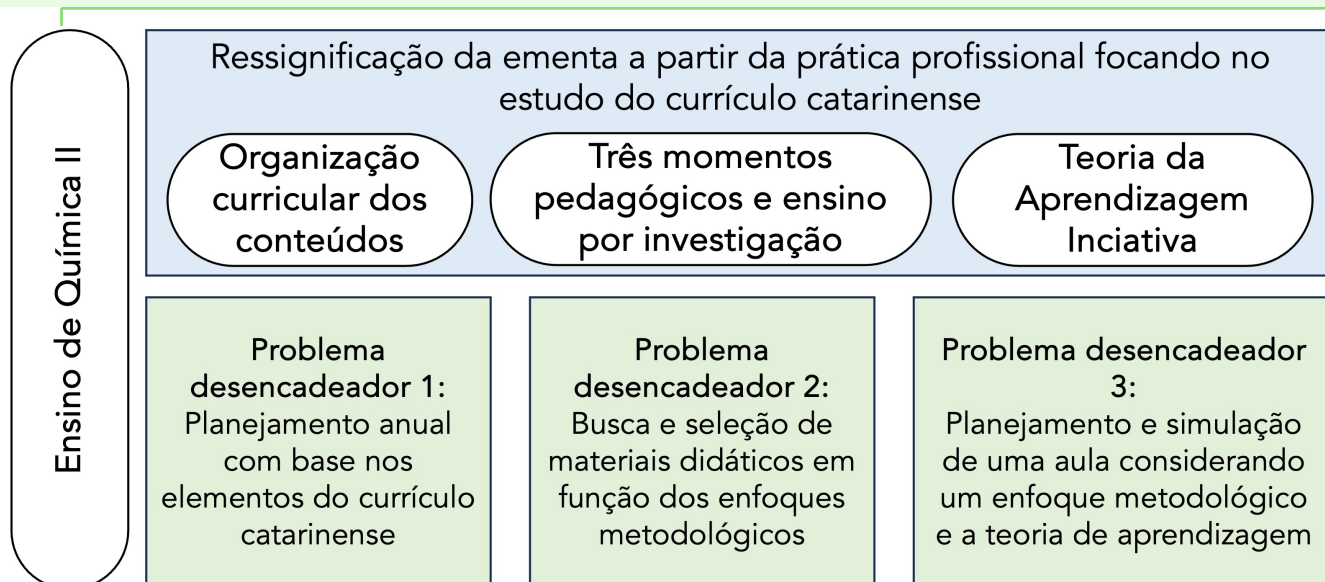 Ensino de Química II
Ressignificação da ementa a partir da prática profissional focando no
estudo do currículo catarinense
Organização
curricular dos
conteúdos
Três momentos
pedagógicos e ensino
por investigação
Teoria da
Aprendizagem
Inciativa
Problema
desencadeador 1:
Planejamento anual
com base nos
elementos do currículo
catarinense
Problema
desencadeador 2:
Busca e seleção de
materiais didáticos em
função dos enfoques
metodológicos
Problema desencadeador
3:
Planejamento e simulação
de uma aula considerando
um enfoque metodológico
e a teoria de aprendizagem